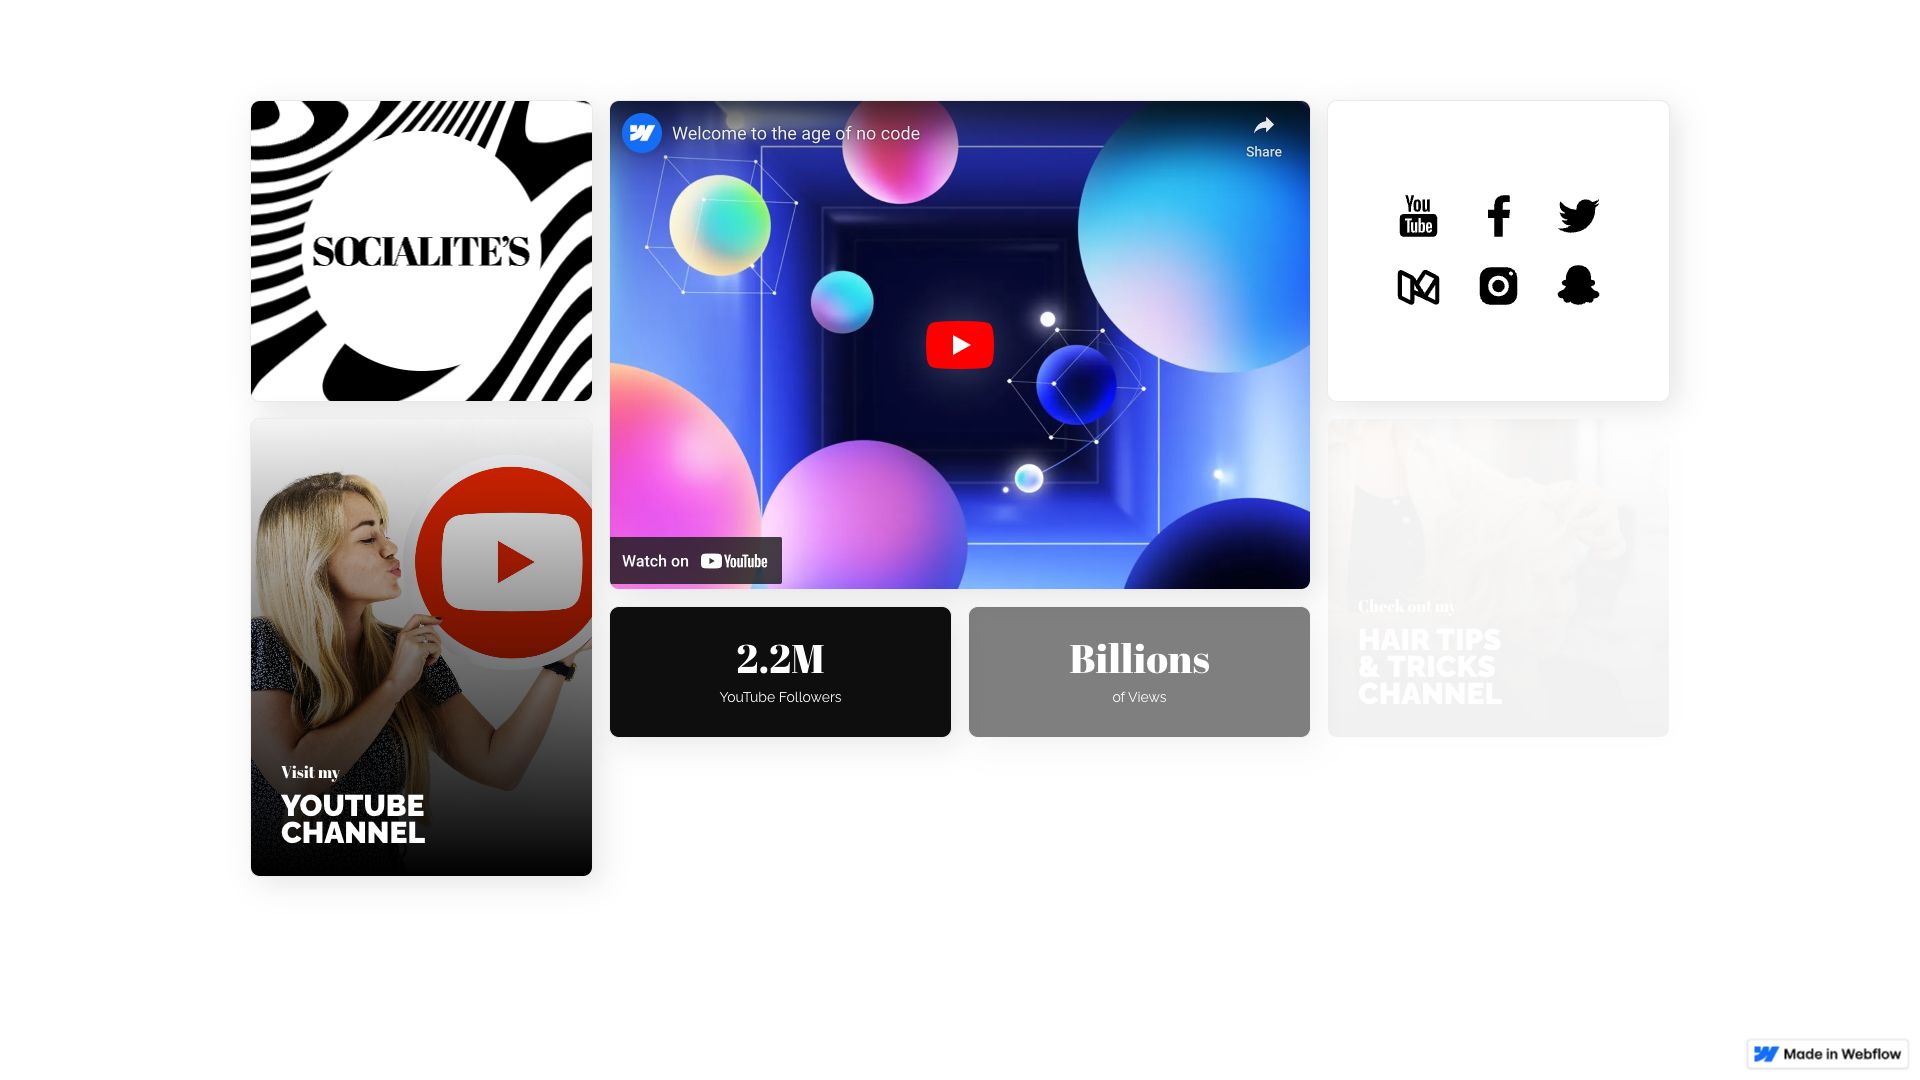 SOCIALITE'S
Welcome to the age of no code
Share
You
Tube
Watch on YouTube
2.2M
YouTube Followers
Billions
of Views
Visit my
YOUTUBE
CHANNEL
Check out my
HAIR TIPS
& TRICKS
CHANNEL
Made in Webflow